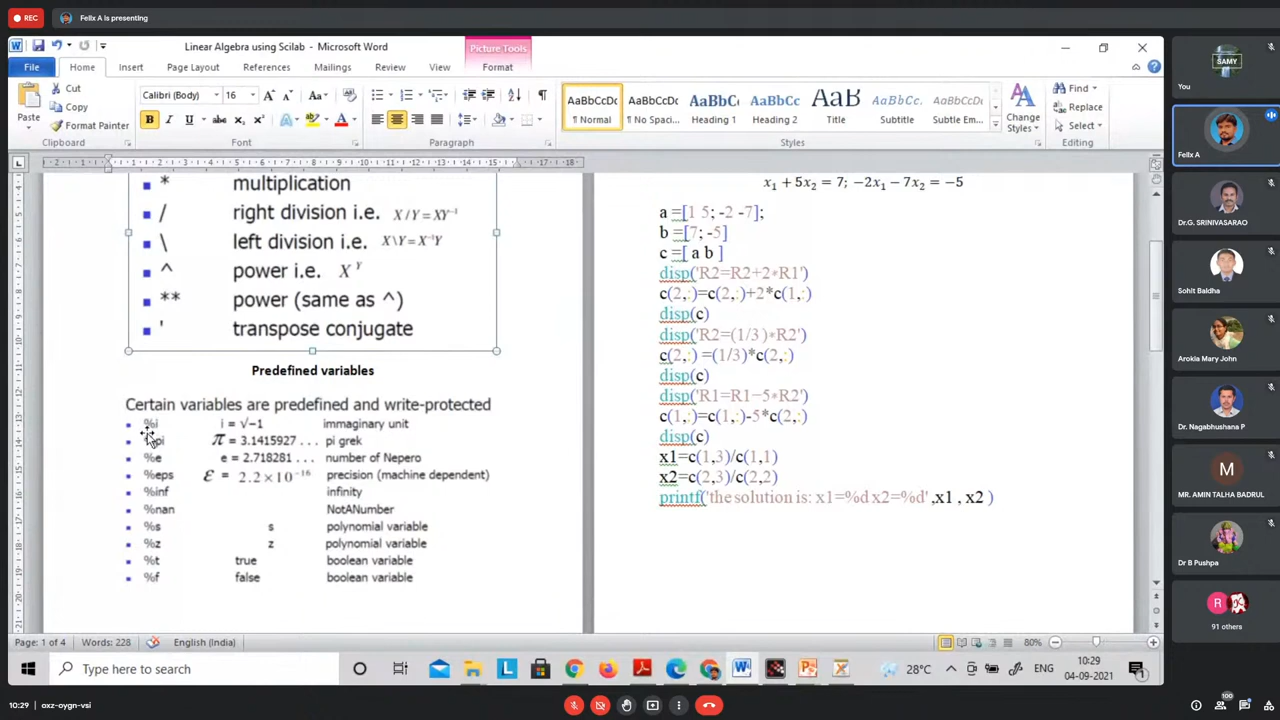 REC
Felix A is presenting
Linear Algebra using Scilab - Microsoft Word
Picture Tools
File
Home
Insert
Page Layout
References
Mailings
Review
View
Format
Paste
Cut
Copy
Format Painter
Clipboard
Calibri (Body)
16
Font
Paragraph
AaBbCcDc
¶ Normal
AaBbCcDc
¶ No Spaci...
AaBbC
Heading 1
AaBbCc
Heading 2
AaB
Title
AaBbCc.
Subtitle
AaBbCcDc
Subtle Em...
Change Styles
Styles
Find
Replace
Select
Editing
* multiplication
/ right division i.e. X / Y = XY⁻¹
\ left division i.e. X\Y = X⁻¹Y
^ power i.e. X^Y
** power (same as ^)
' transpose conjugate
Predefined variables
Certain variables are predefined and write-protected
%i i = √−1 immaginary unit
%pi π = 3.1415927 . . . pi grek
%e e = 2.718281 . . . number of Nepero
%eps ε = 2.2×10⁻¹⁶ precision (machine dependent)
%inf infinity
%nan NotANumber
%s s polynomial variable
%z z polynomial variable
%t true boolean variable
%f false boolean variable
x₁ + 5x₂ = 7; −2x₁ − 7x₂ = −5
a =[1 5; -2 -7];
b =[7; -5]
c =[ a b ]
disp('R2=R2+2*R1')
c(2,:)=c(2,:)+2*c(1,:)
disp(c)
disp('R2=(1/3)*R2')
c(2,:) =(1/3)*c(2,:)
disp(c)
disp('R1=R1−5*R2')
c(1,:)=c(1,:)-5*c(2,:)
disp(c)
x1=c(1,3)/c(1,1)
x2=c(2,3)/c(2,2)
printf('the solution is: x1=%d x2=%d' ,x1 , x2 )
Page: 1 of 4
Words: 228
English (India)
80%
Type here to search
28°C
ENG
10:29
04-09-2021
1
SAMY
You
Felix A
Dr.G. SRINIVASARAO
Sohit Baldha
Arokia Mary John
Dr. Nagabhushana P
M
MR. AMIN TALHA BADRUL
Dr B Pushpa
R
91 others
10:29
oxz-oygn-vsi
100